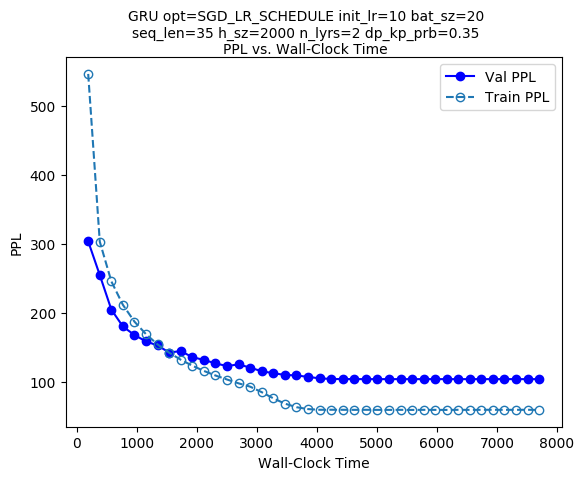 GRU opt=SGD_LR_SCHEDULE init_lr=10 bat_sz=20
seq_len=35 h_sz=2000 n_lyrs=2 dp_kp_prb=0.35
PPL vs. Wall-Clock Time
Val PPL
Train PPL
PPL
500
400
300
200
100
0 1000 2000 3000 4000 5000 6000 7000 8000
Wall-Clock Time